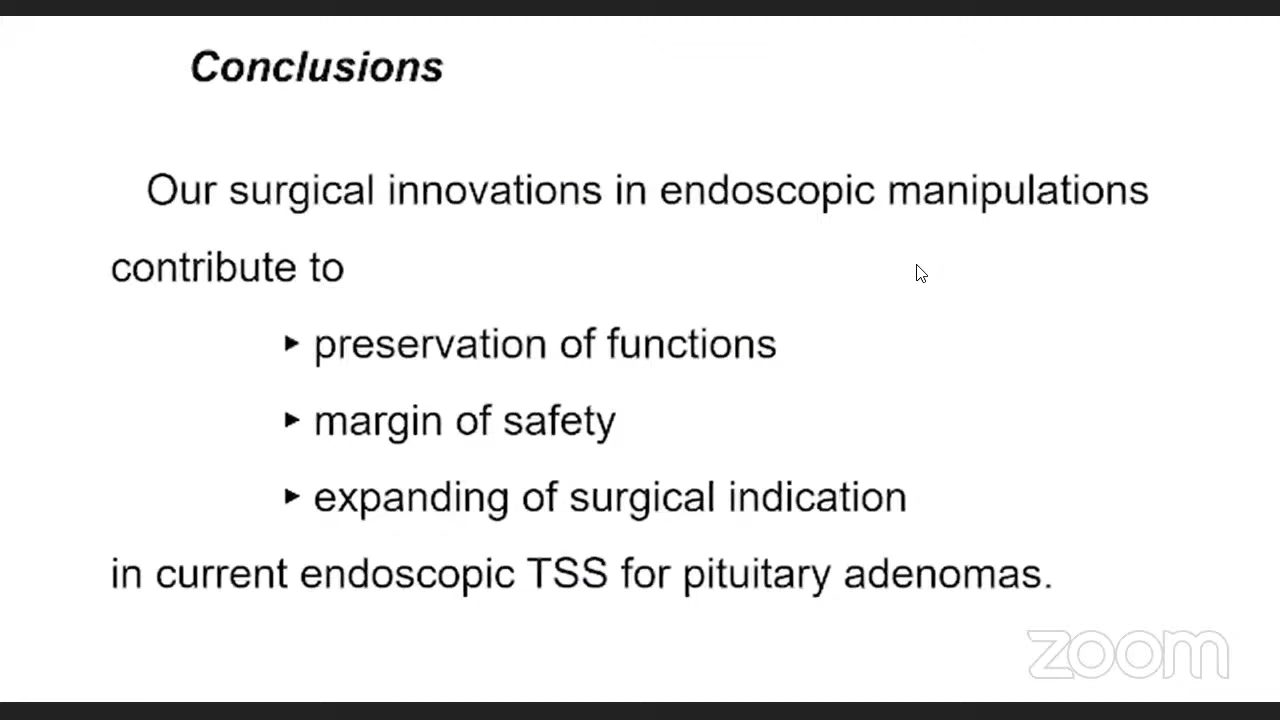 Conclusions
Our surgical innovations in endoscopic manipulations
contribute to
‣ preservation of functions
‣ margin of safety
‣ expanding of surgical indication
in current endoscopic TSS for pituitary adenomas.
zoom